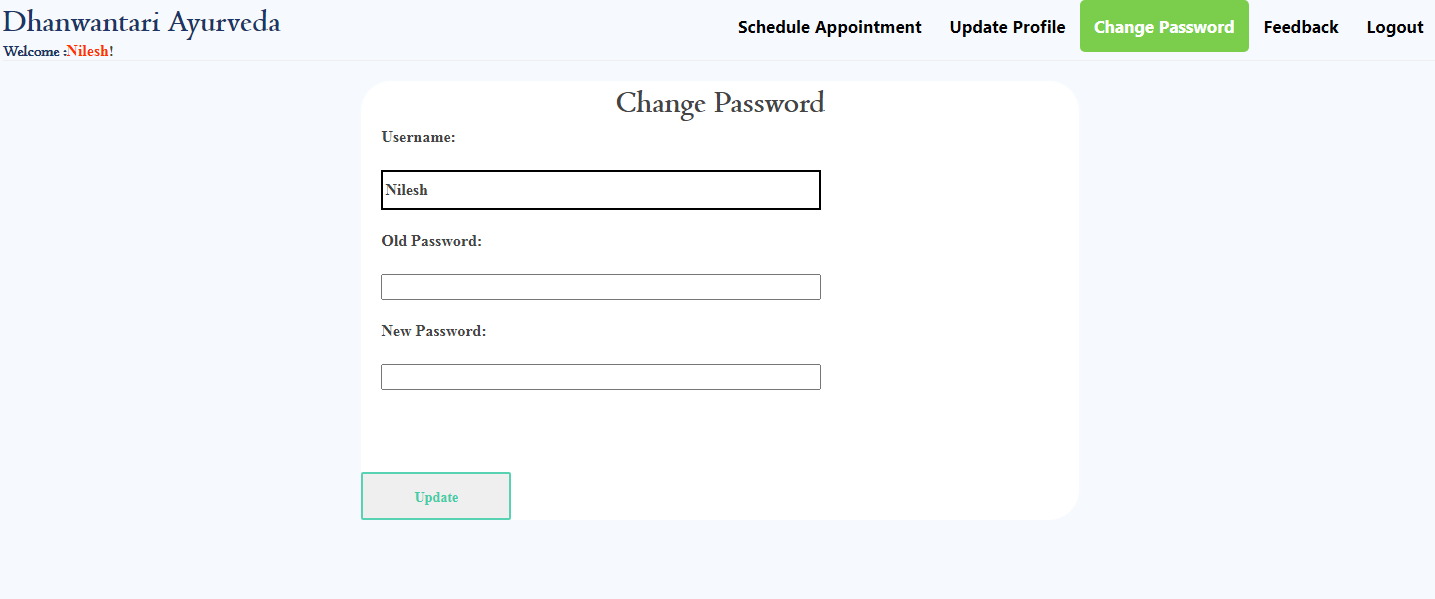 Dhanwantari Ayurveda
Welcome :Nilesh!
Schedule Appointment Update Profile Change Password Feedback Logout
Change Password
Username:
Nilesh
Old Password:
New Password:
Update